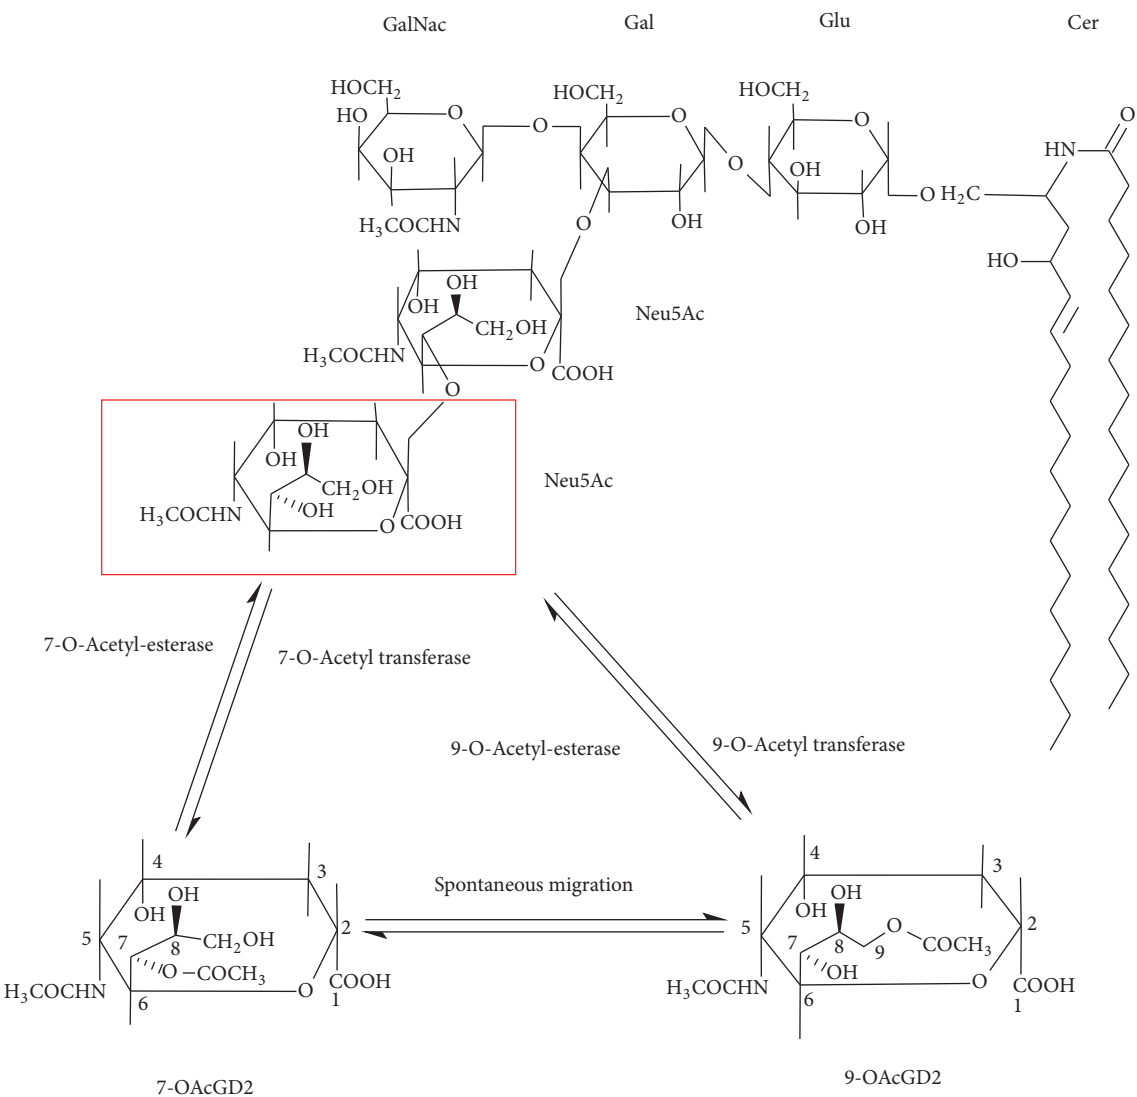 GalNac Gal Glu Cer
HOCH2 HOCH2 HOCH2
HO O O O O
O O
OH OH HN
H3COCHN OH OH O H2C
O HO
OH
OH CH2OH Neu5Ac
H3COCHN O COOH
O
OH
OH CH2OH Neu5Ac
H3COCHN OH O COOH
7-O-Acetyl-esterase 7-O-Acetyl transferase
9-O-Acetyl-esterase 9-O-Acetyl transferase
4 3
OH OH 2
5 7 8 CH2OH
O COCH3
H3COCHN 6 O COOH
1
Spontaneous migration
4 3
OH OH 2
5 7 8 9 O COCH3
OH
H3COCHN 6 O COOH
1
7-OAcGD2 9-OAcGD2